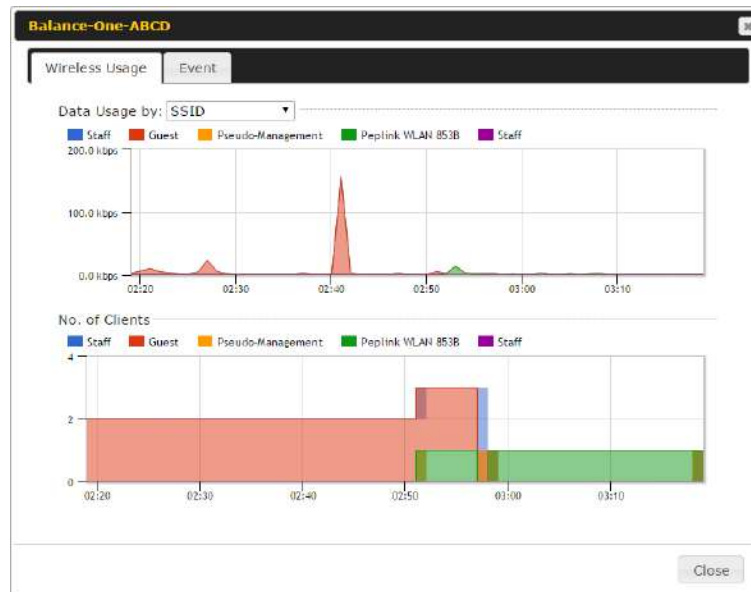 Balance-One-ABCD
Wireless Usage Event
Data Usage by: SSID
Staff Guest Pseudo-Management Peplink WLAN 853B Staff
200.0 kbps
100.0 kbps
0.0 kbps
02:20 02:30 02:40 02:50 03:00 03:10
No. of Clients
Staff Guest Pseudo-Management Peplink WLAN 853B Staff
4
2
0
02:20 02:30 02:40 02:50 03:00 03:10
Close